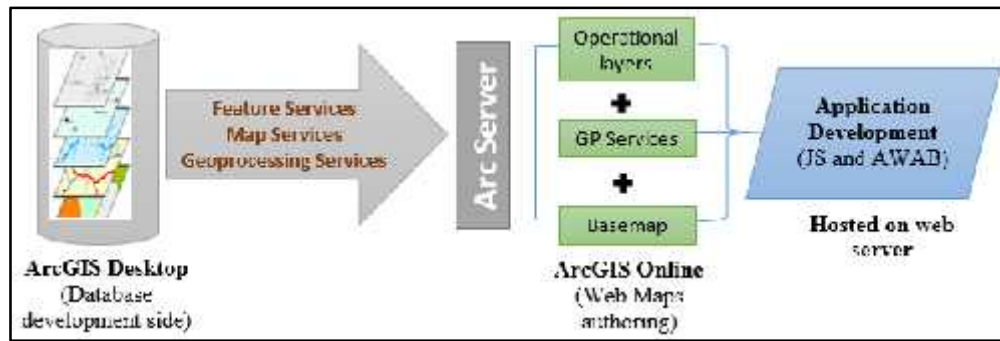 Feature Services
Map Services
Geoprocessing Services
Arc Server
Operational
layers
GP Services
Basemap
Application
Development
(JS and AWAB)
Hosted on web
server
ArcGIS Desktop
(Database
development side)
ArcGIS Online
(Web Maps
authoring)